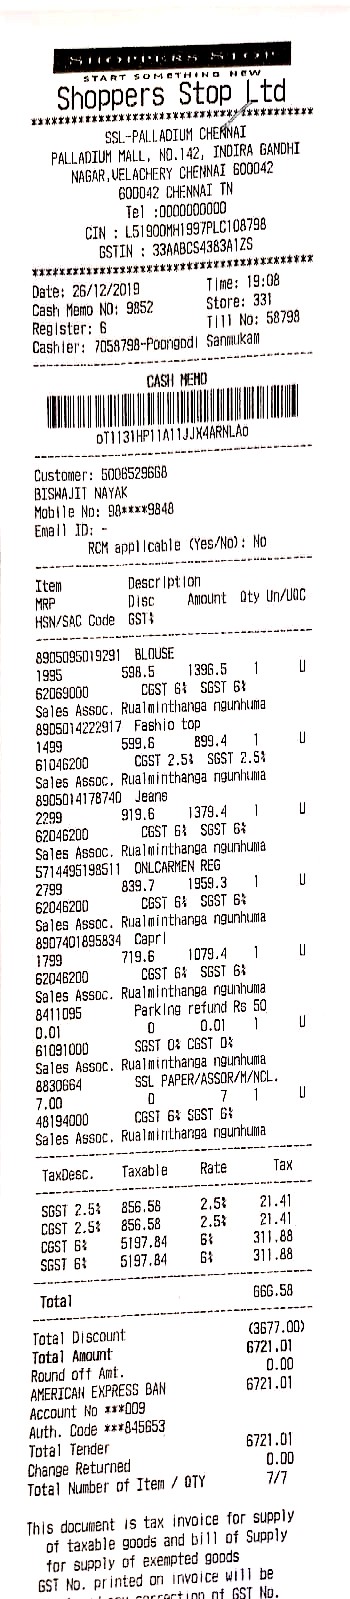 SHOPPERS STOP
START SOMETHING NEW
Shoppers Stop Ltd
****************************************
SSL-PALLADIUM CHENNAI
PALLADIUM MALL, NO.142, INDIRA GANDHI
NAGAR,VELACHERY CHENNAI 600042
600042 CHENNAI TN
Tel :0000000000
CIN : L51900MH1997PLC108798
GSTIN : 33AABCS4383A1ZS
****************************************
Date: 26/12/2019 Time: 19:08
Cash Memo NO: 9852 Store: 331
Register: 6 Till No: 58798
Cashier: 7058798-Poongodi Sanmukam
CASH MEMO
oT1131HP11A11JJX4ARNLAo
Customer: 5006529668
BISWAJIT NAYAK
Mobile No: 98****9848
Email ID: -
RCM applicable (Yes/No): No
Item Description
MRP Disc Amount Qty Un/UQC
HSN/SAC Code GST%
8905095019291 BLOUSE
1995 598.5 1396.5 1 U
62069000 CGST 6% SGST 6%
Sales Assoc. Rualminthanga ngunhuma
8905014222917 Fashio top
1499 599.6 899.4 1 U
61046200 CGST 2.5% SGST 2.5%
Sales Assoc. Rualminthanga ngunhuma
8905014178740 Jeans
2299 919.6 1379.4 1 U
62046200 CGST 6% SGST 6%
Sales Assoc. Rualminthanga ngunhuma
5714495198511 ONLCARMEN REG
2799 839.7 1959.3 1 U
62046200 CGST 6% SGST 6%
Sales Assoc. Rualminthanga ngunhuma
8907401895834 Capri
1799 719.6 1079.4 1 U
62046200 CGST 6% SGST 6%
Sales Assoc. Rualminthanga ngunhuma
8411095 Parking refund Rs 50
0.01 0 0.01 1 U
61091000 SGST 0% CGST 0%
Sales Assoc. Rualminthanga ngunhuma
8830664 SSL PAPER/ASSOR/M/NCL.
7.00 0 7 1 U
48194000 CGST 6% SGST 6%
Sales Assoc. Rualminthanga ngunhuma
TaxDesc. Taxable Rate Tax
SGST 2.5% 856.58 2.5% 21.41
CGST 2.5% 856.58 2.5% 21.41
CGST 6% 5197.84 6% 311.88
SGST 6% 5197.84 6% 311.88
Total 666.58
Total Discount (3677.00)
Total Amount 6721.01
Round off Amt. 0.00
AMERICAN EXPRESS BAN 6721.01
Account No ***009
Auth. Code ***845653
Total Tender 6721.01
Change Returned 0.00
Total Number of Item / QTY 7/7
This document is tax invoice for supply
of taxable goods and bill of Supply
for supply of exempted goods
GST No. printed on invoice will be
correction of GST No.